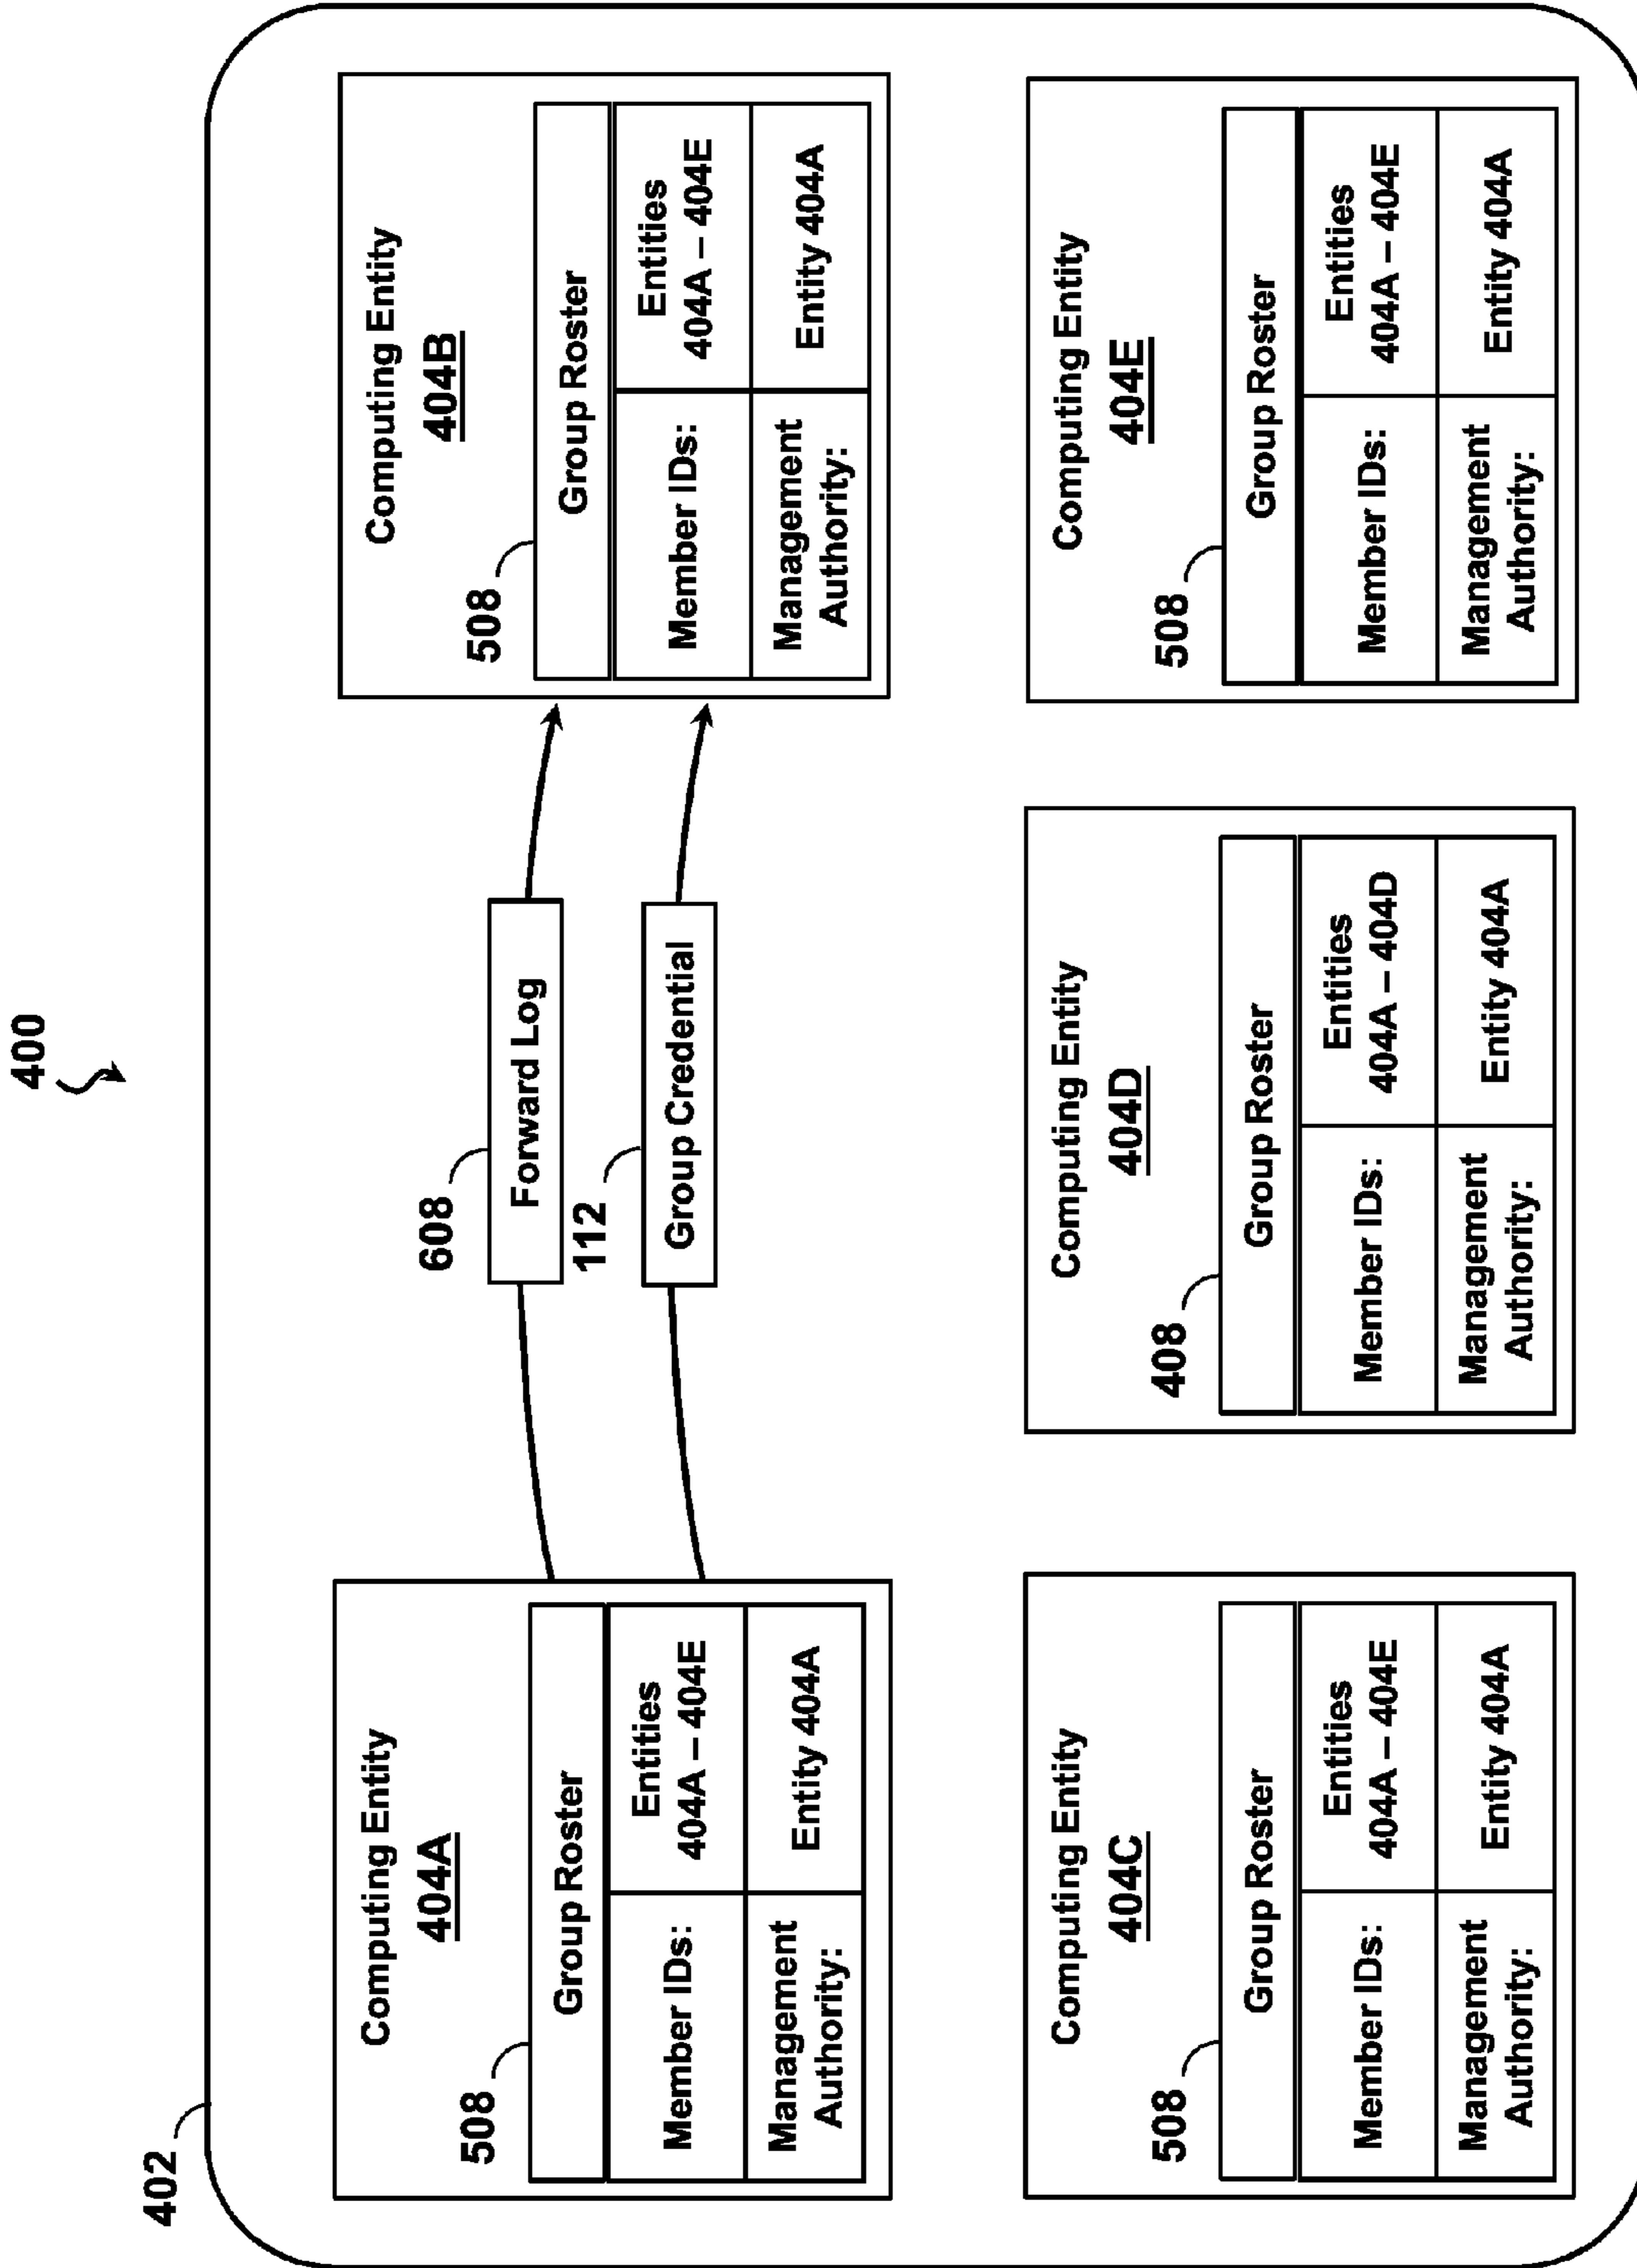 400
402
Computing Entity
404A
508
Group Roster
Member IDs:
Entities
404A – 404E
Management
Authority:
Entity 404A
608
Forward Log
112
Group Credential
Computing Entity
404B
508
Group Roster
Member IDs:
Entities
404A – 404E
Management
Authority:
Entity 404A
Computing Entity
404C
508
Group Roster
Member IDs:
Entities
404A – 404E
Management
Authority:
Entity 404A
Computing Entity
404D
408
Group Roster
Member IDs:
Entities
404A – 404D
Management
Authority:
Entity 404A
Computing Entity
404E
508
Group Roster
Member IDs:
Entities
404A – 404E
Management
Authority:
Entity 404A